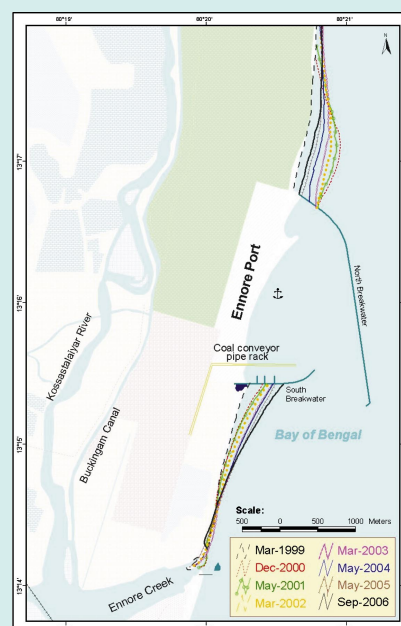 80°19'
80°20'
80°21'
N
13°17'
13°16'
13°15'
13°14'
Ennore Port
North Breakwater
Coal conveyor
pipe rack
South
Breakwater
Kossastalaiyar River
Buckingam Canal
Bay of Bengal
Ennore Creek
Scale:
500 0 500 1000 Meters
Mar-1999
Dec-2000
May-2001
Mar-2002
Mar-2003
May-2004
May-2005
Sep-2006